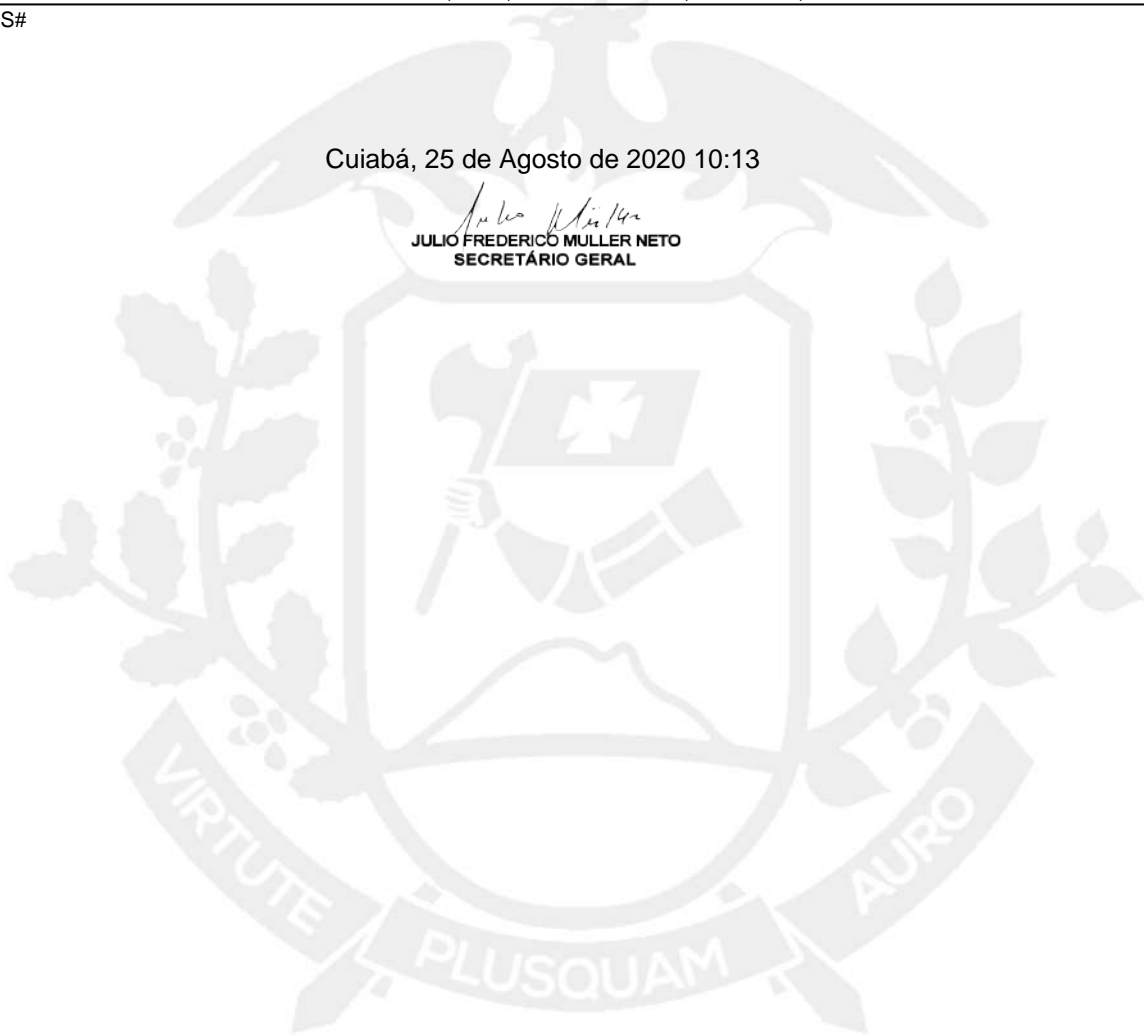 S#
Cuiabá, 25 de Agosto de 2020 10:13
JULIO FREDERICO MULLER NETO
SECRETÁRIO GERAL
VIRTUTE
PLUSQUAM
AURO